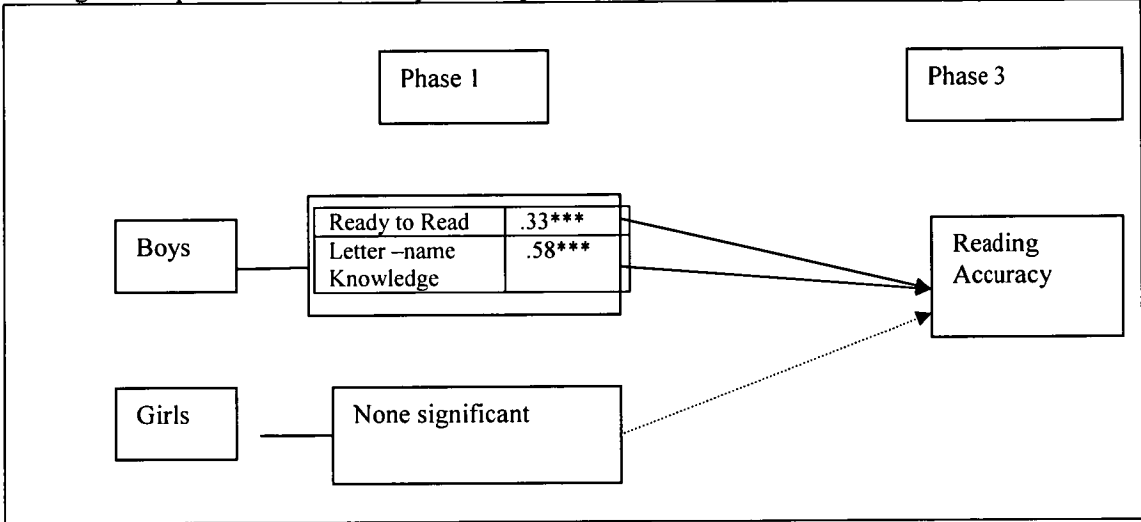 Phase 1
Phase 3
Boys
Ready to Read .33***
Letter –name .58***
Knowledge
Reading
Accuracy
Girls
None significant